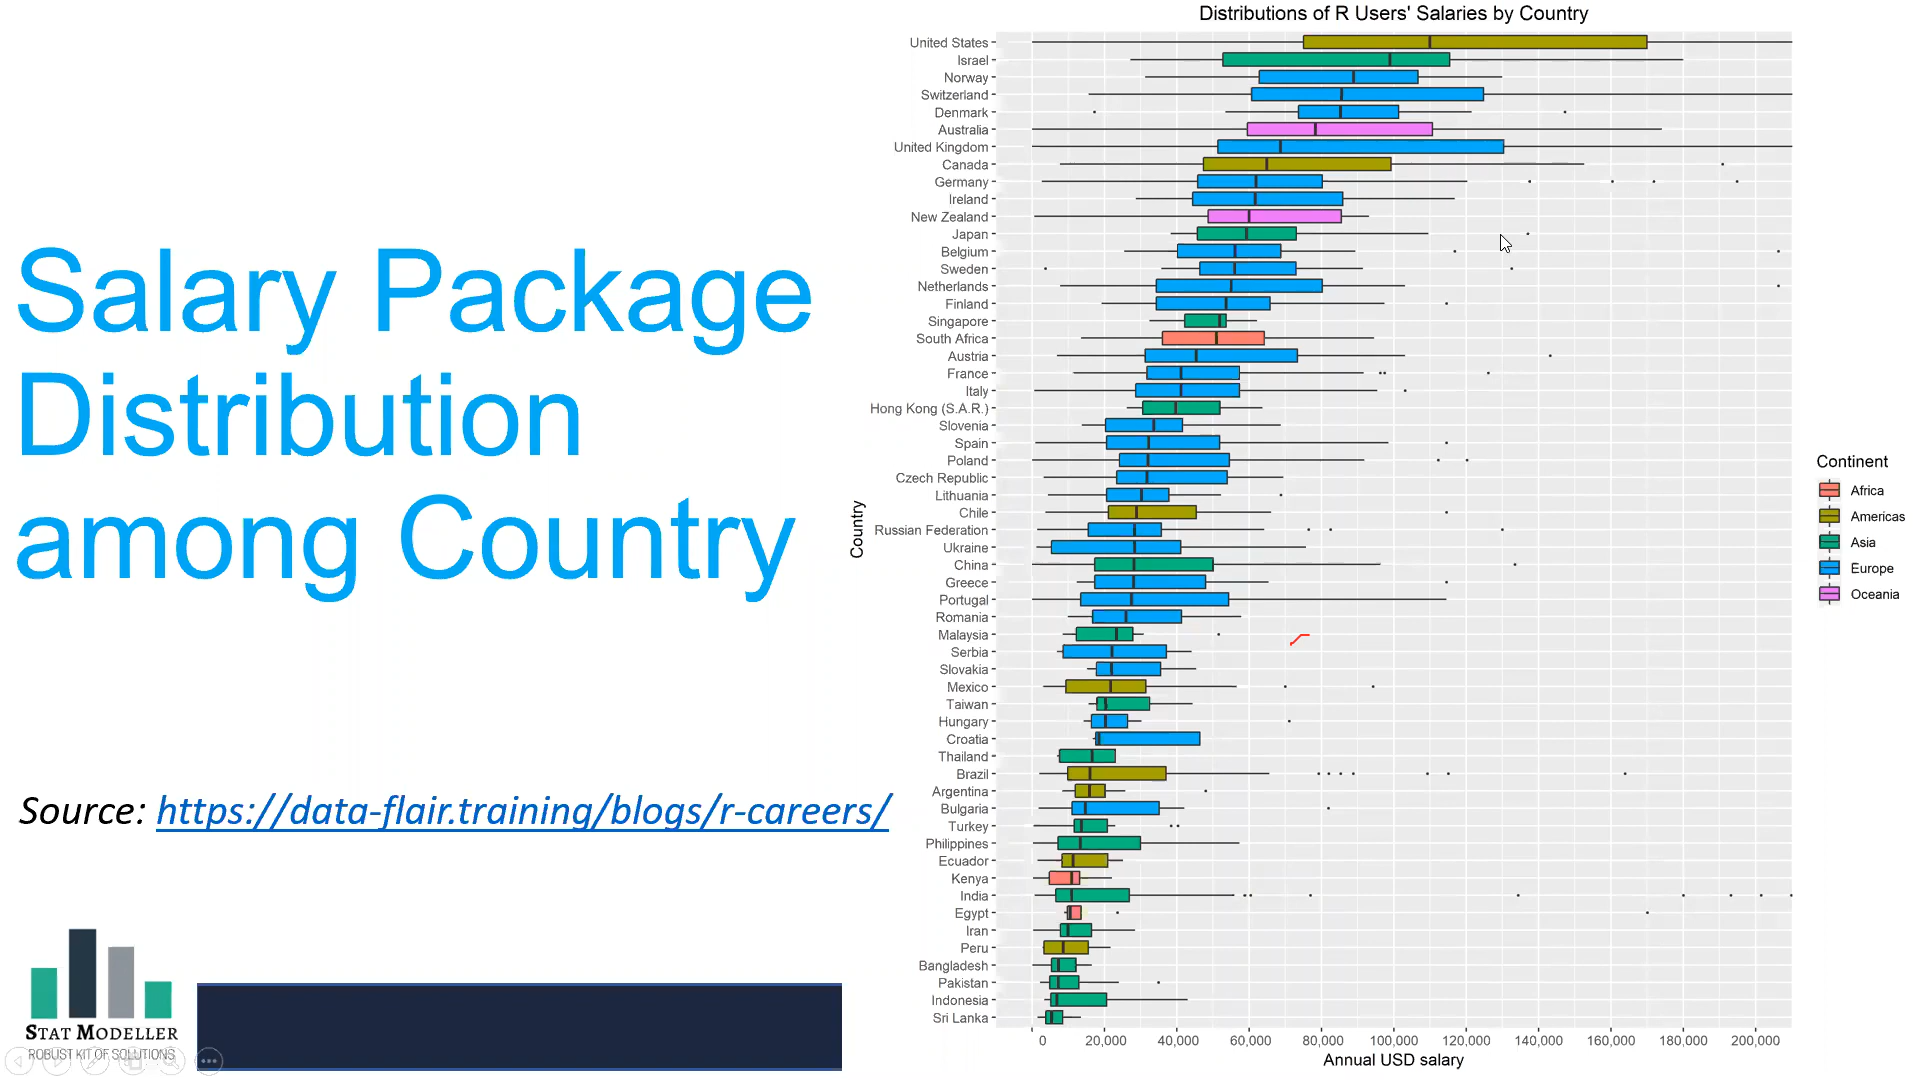 Distributions of R Users' Salaries by Country
Salary Package
Distribution
among Country
Source: https://data-flair.training/blogs/r-careers/
STAT MODELLER
ROBUST KIT OF SOLUTIONS
Country
United States
Israel
Norway
Switzerland
Denmark
Australia
United Kingdom
Canada
Germany
Ireland
New Zealand
Japan
Belgium
Sweden
Netherlands
Finland
Singapore
South Africa
Austria
France
Italy
Hong Kong (S.A.R.)
Slovenia
Spain
Poland
Czech Republic
Lithuania
Chile
Russian Federation
Ukraine
China
Greece
Portugal
Romania
Malaysia
Serbia
Slovakia
Mexico
Taiwan
Hungary
Croatia
Thailand
Brazil
Argentina
Bulgaria
Turkey
Philippines
Ecuador
Kenya
India
Egypt
Iran
Peru
Bangladesh
Pakistan
Indonesia
Sri Lanka
0 20,000 40,000 60,000 80,000 100,000 120,000 140,000 160,000 180,000 200,000
Annual USD salary
Continent
Africa
Americas
Asia
Europe
Oceania